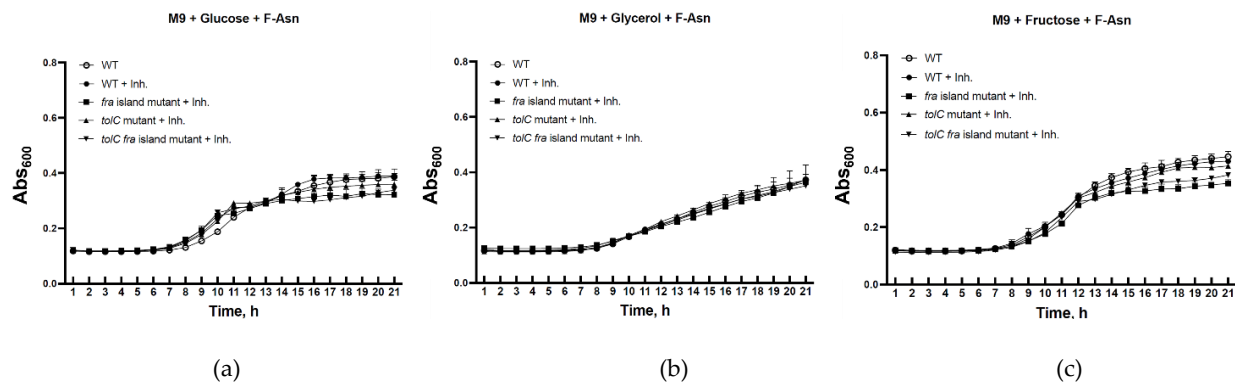 M9 + Glucose + F-Asn
WT
WT + Inh.
fra island mutant + Inh.
tolC mutant + Inh.
tolC fra island mutant + Inh.
Abs600
0.8
0.6
0.4
0.2
0.0
1 2 3 4 5 6 7 8 9 10 11 12 13 14 15 16 17 18 19 20 21
Time, h
(a)
M9 + Glycerol + F-Asn
WT
WT + Inh.
fra island mutant + Inh.
tolC mutant + Inh.
tolC fra island mutant + Inh.
Abs600
0.8
0.6
0.4
0.2
0.0
1 2 3 4 5 6 7 8 9 10 11 12 13 14 15 16 17 18 19 20 21
Time, h
(b)
M9 + Fructose + F-Asn
WT
WT + Inh.
fra island mutant + Inh.
tolC mutant + Inh.
tolC fra island mutant + Inh.
Abs600
0.8
0.6
0.4
0.2
0.0
1 2 3 4 5 6 7 8 9 10 11 12 13 14 15 16 17 18 19 20 21
Time, h
(c)